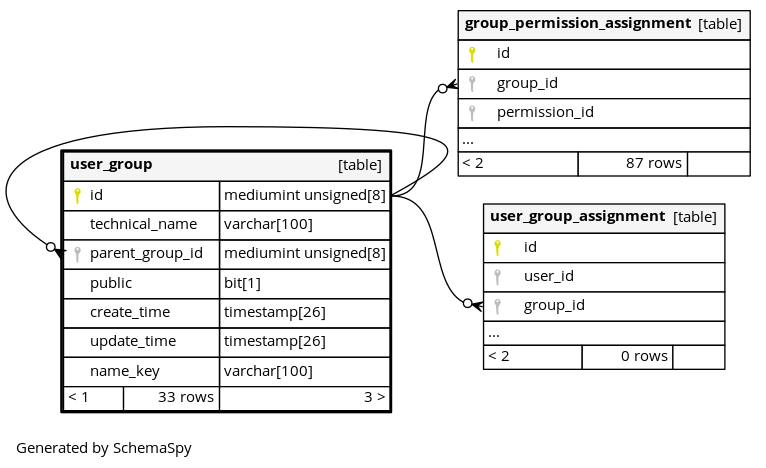 group_permission_assignment [table]
id
group_id
permission_id
...
< 2 87 rows
user_group [table]
id mediumint unsigned[8]
technical_name varchar[100]
parent_group_id mediumint unsigned[8]
public bit[1]
create_time timestamp[26]
update_time timestamp[26]
name_key varchar[100]
< 1 33 rows 3 >
user_group_assignment [table]
id
user_id
group_id
...
< 2 0 rows
Generated by SchemaSpy